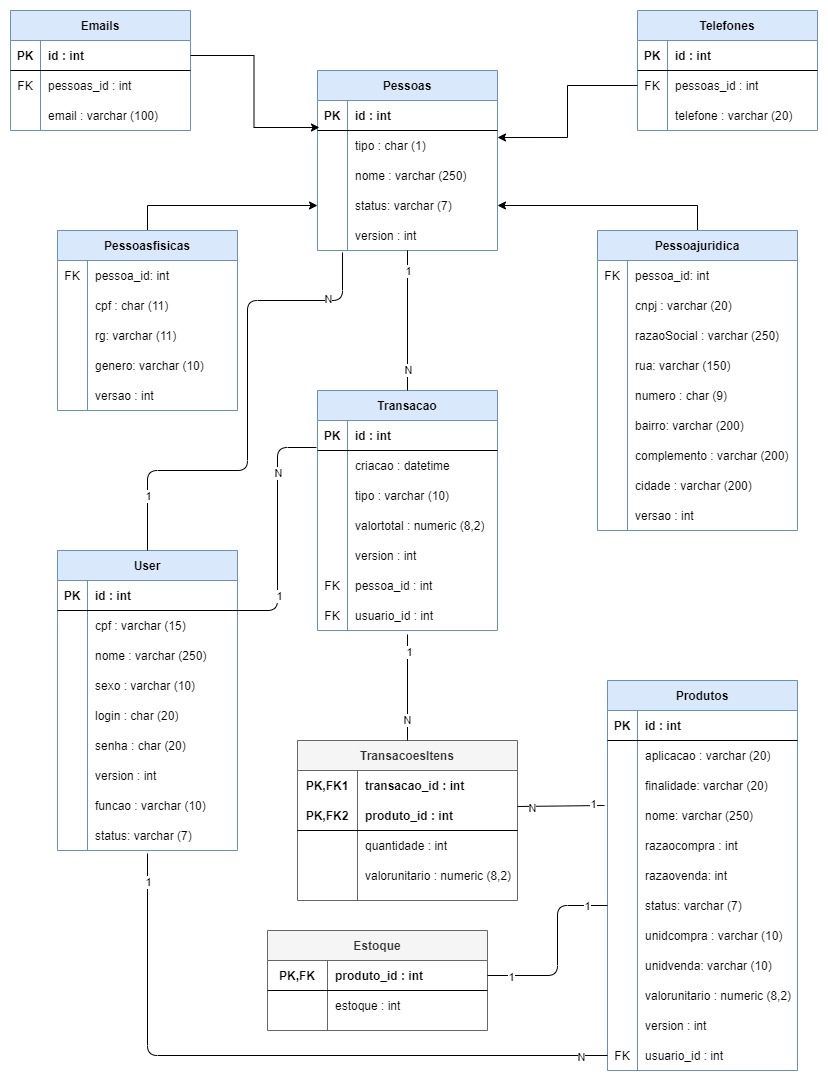 Emails
PK id : int
FK pessoas_id : int
email : varchar (100)
Telefones
PK id : int
FK pessoas_id : int
telefone : varchar (20)
Pessoas
PK id : int
tipo : char (1)
nome : varchar (250)
status: varchar (7)
version : int
Pessoasfisicas
FK pessoa_id: int
cpf : char (11)
rg: varchar (11)
genero: varchar (10)
versao : int
Pessoajuridica
FK pessoa_id: int
cnpj : varchar (20)
razaoSocial : varchar (250)
rua: varchar (150)
numero : char (9)
bairro: varchar (200)
complemento : varchar (200)
cidade : varchar (200)
versao : int
N
1
1
N
Transacao
PK id : int
criacao : datetime
tipo : varchar (10)
valortotal : numeric (8,2)
version : int
FK pessoa_id : int
FK usuario_id : int
N
1
User
PK id : int
cpf : varchar (15)
nome : varchar (250)
sexo : varchar (10)
login : char (20)
senha : char (20)
version : int
funcao : varchar (10)
status: varchar (7)
1
N
TransacoesItens
PK,FK1 transacao_id : int
PK,FK2 produto_id : int
quantidade : int
valorunitario : numeric (8,2)
N
1
Produtos
PK id : int
aplicacao : varchar (20)
finalidade: varchar (20)
nome: varchar (250)
razaocompra : int
razaovenda: int
status: varchar (7)
unidcompra : varchar (10)
unidvenda: varchar (10)
valorunitario : numeric (8,2)
version : int
FK usuario_id : int
Estoque
PK,FK produto_id : int
estoque : int
1
1
1
N